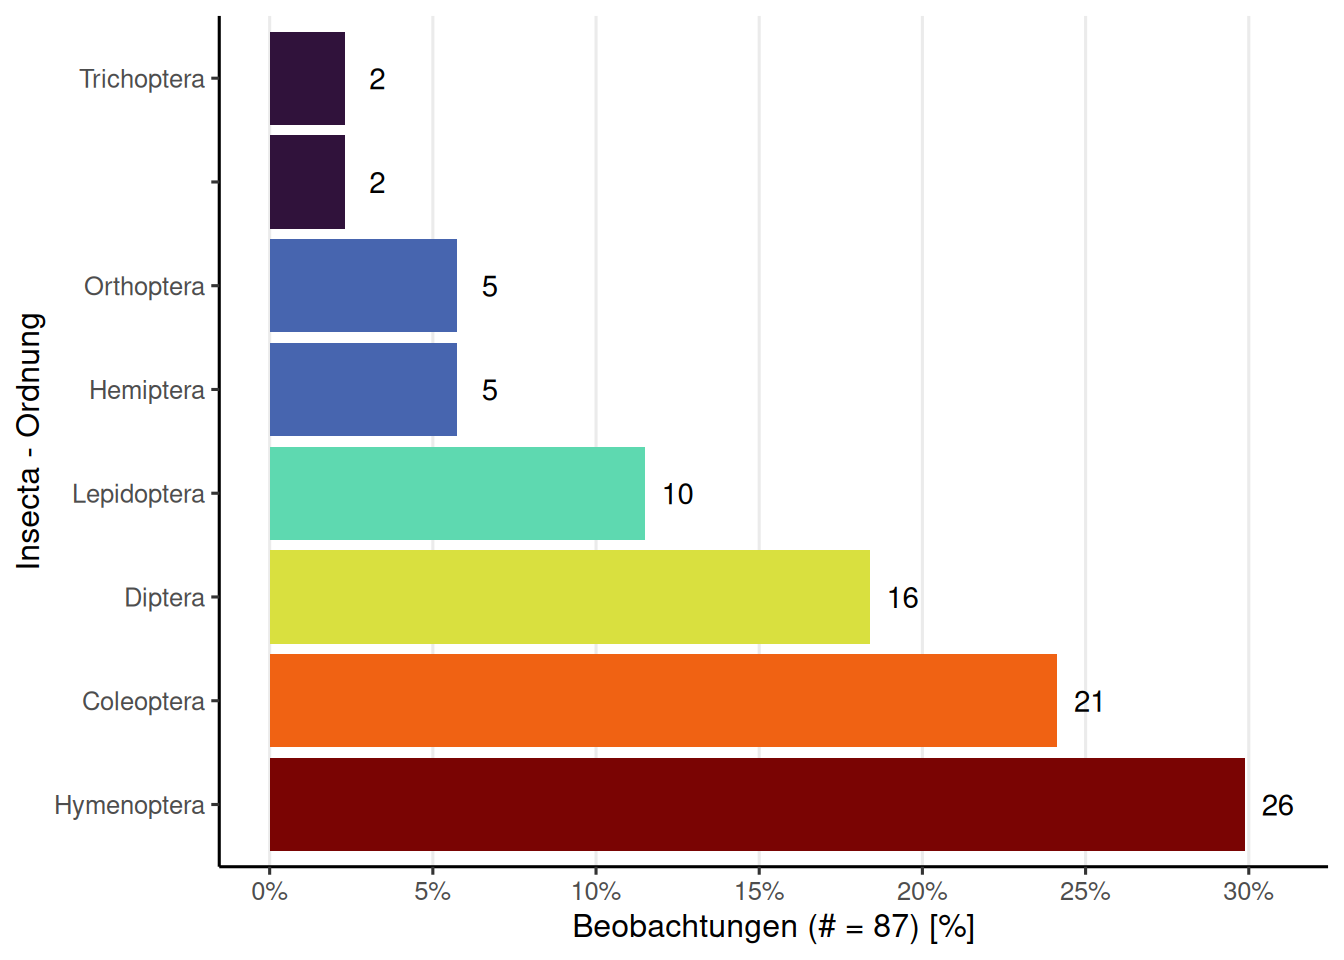 Trichoptera
2
2
Orthoptera
5
Hemiptera
5
Lepidoptera
10
Diptera
16
Coleoptera
21
Hymenoptera
26
0% 5% 10% 15% 20% 25% 30%
Beobachtungen (# = 87) [%]
Insecta - Ordnung